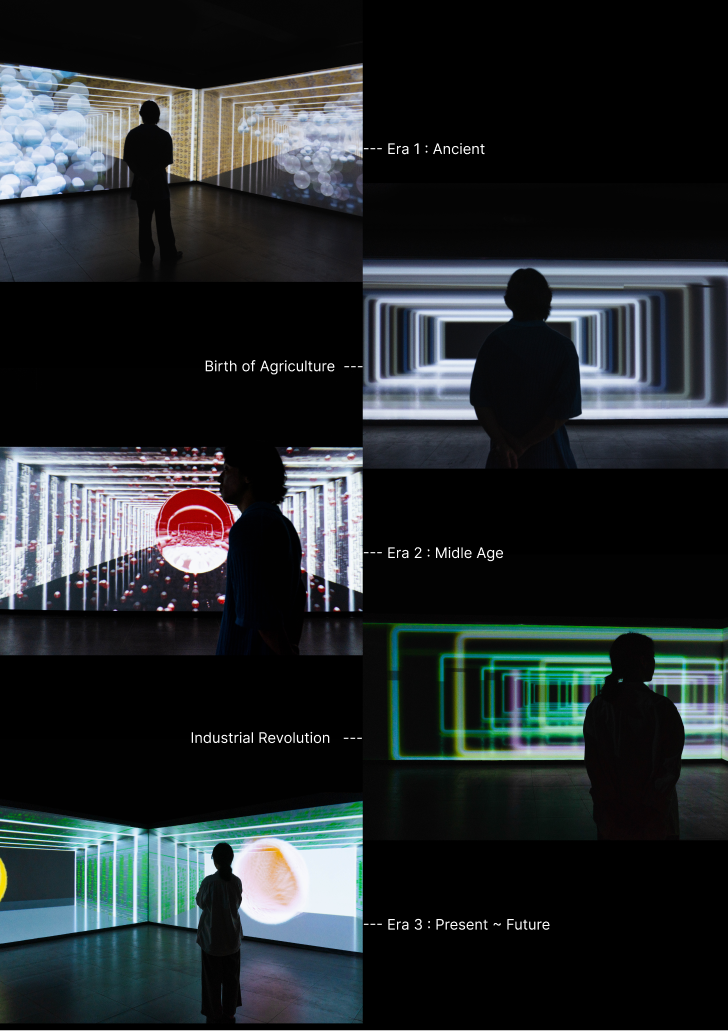 --- Era 1 : Ancient
Birth of Agriculture ---
--- Era 2 : Midle Age
Industrial Revolution ---
--- Era 3 : Present ~ Future